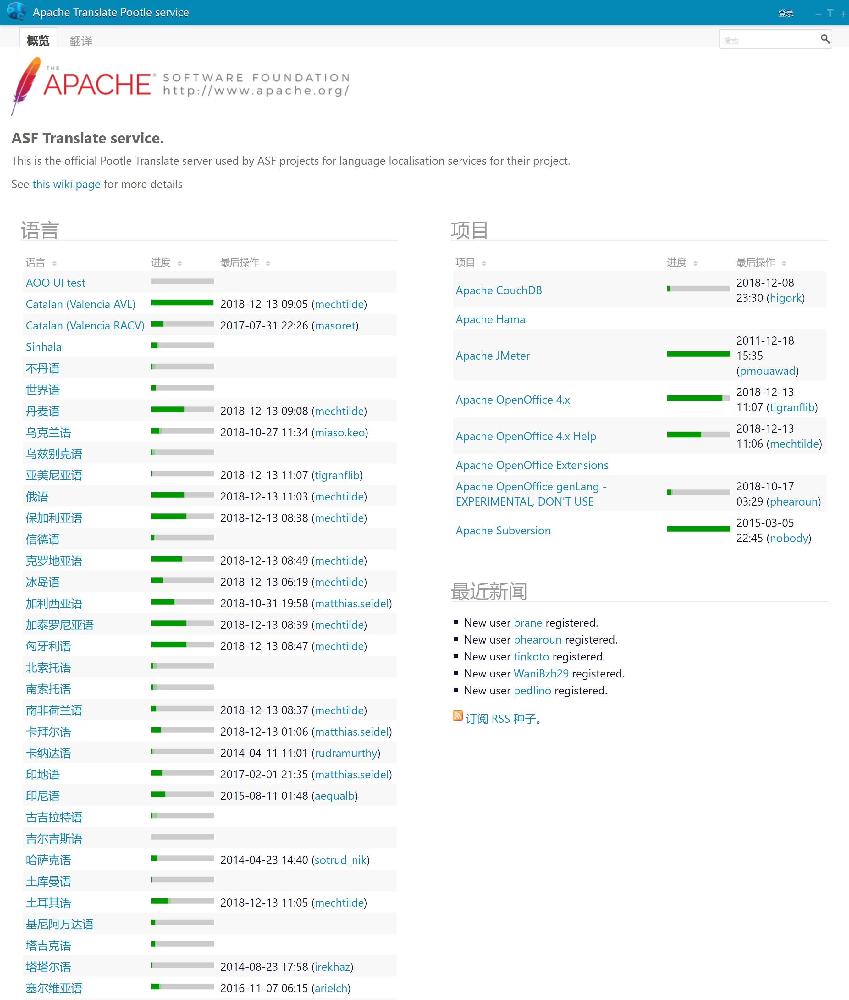 Apache Translate Pootle service
登录
− T +
概览
翻译
搜索
THE
APACHE® SOFTWARE FOUNDATION
http://www.apache.org/
ASF Translate service.
This is the official Pootle Translate server used by ASF projects for language localisation services for their project.
See this wiki page for more details
语言
语言 进度 最后操作
AOO UI test
Catalan (Valencia AVL) 2018-12-13 09:05 (mechtilde)
Catalan (Valencia RACV) 2017-07-31 22:26 (masoret)
Sinhala
不丹语
世界语
丹麦语 2018-12-13 09:08 (mechtilde)
乌克兰语 2018-10-27 11:34 (miaso.keo)
乌兹别克语
亚美尼亚语 2018-12-13 11:07 (tigranflib)
俄语 2018-12-13 11:03 (mechtilde)
保加利亚语 2018-12-13 08:38 (mechtilde)
信德语
克罗地亚语 2018-12-13 08:49 (mechtilde)
冰岛语 2018-12-13 06:19 (mechtilde)
加利西亚语 2018-10-31 19:58 (matthias.seidel)
加泰罗尼亚语 2018-12-13 08:39 (mechtilde)
匈牙利语 2018-12-13 08:47 (mechtilde)
北索托语
南索托语
南非荷兰语 2018-12-13 08:37 (mechtilde)
卡拜尔语 2018-12-13 01:06 (matthias.seidel)
卡纳达语 2014-04-11 11:01 (rudramurthy)
印地语 2017-02-01 21:35 (matthias.seidel)
印尼语 2015-08-11 01:48 (aequalb)
古吉拉特语
吉尔吉斯语
哈萨克语 2014-04-23 14:40 (sotrud_nik)
土库曼语
土耳其语 2018-12-13 11:05 (mechtilde)
基尼阿万达语
塔吉克语
塔塔尔语 2014-08-23 17:58 (irekhaz)
塞尔维亚语 2016-11-07 06:15 (arielch)
项目
项目 进度 最后操作
Apache CouchDB 2018-12-08
23:30 (higork)
Apache Hama
Apache JMeter 2011-12-18
15:35
(pmouawad)
Apache OpenOffice 4.x 2018-12-13
11:07 (tigranflib)
Apache OpenOffice 4.x Help 2018-12-13
11:06 (mechtilde)
Apache OpenOffice Extensions
Apache OpenOffice genLang - 2018-10-17
EXPERIMENTAL, DON'T USE 03:29 (phearoun)
Apache Subversion 2015-03-05
22:45 (nobody)
最近新闻
New user brane registered.
New user phearoun registered.
New user tinkoto registered.
New user WaniBzh29 registered.
New user pedlino registered.
订阅 RSS 种子。